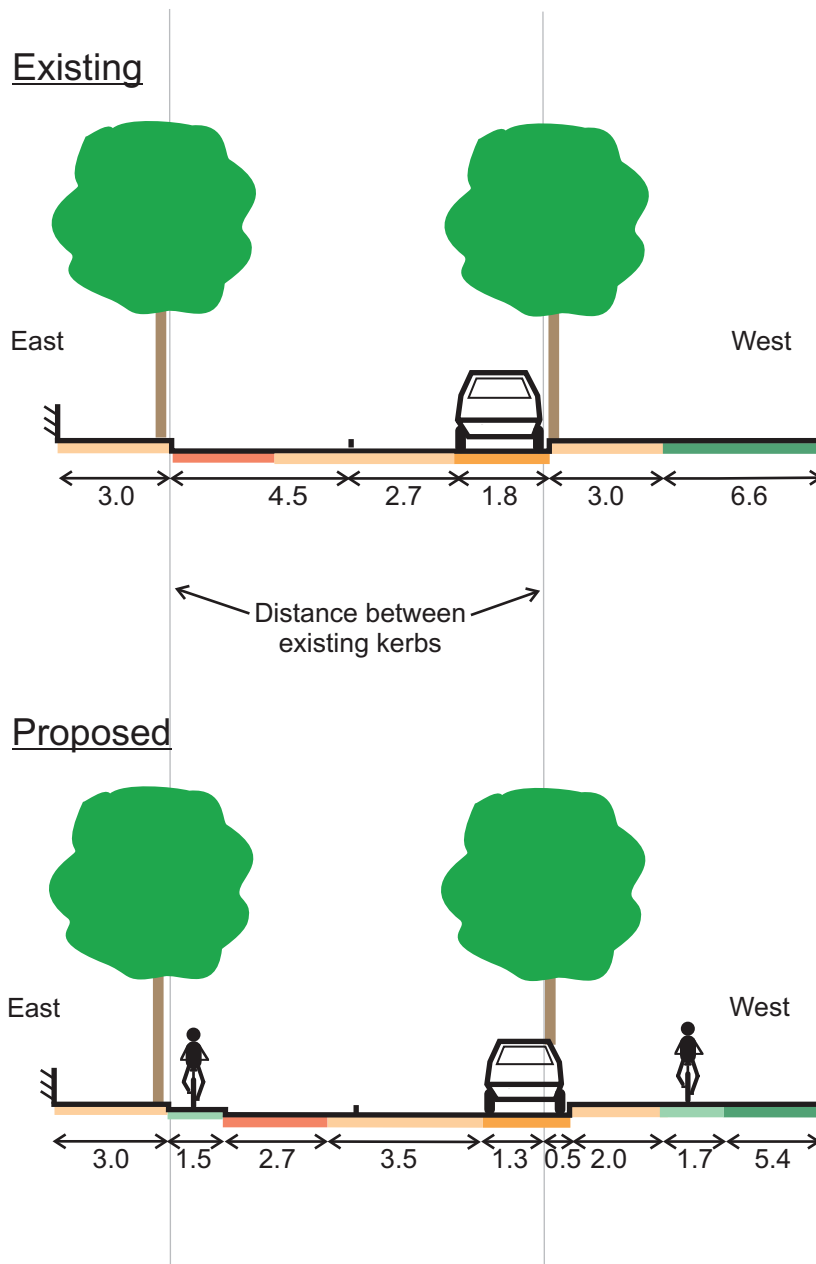 Existing
East
West
3.0 4.5 2.7 1.8 3.0 6.6
Distance between
existing kerbs
Proposed
East
West
3.0 1.5 2.7 3.5 1.3 0.5 2.0 1.7 5.4